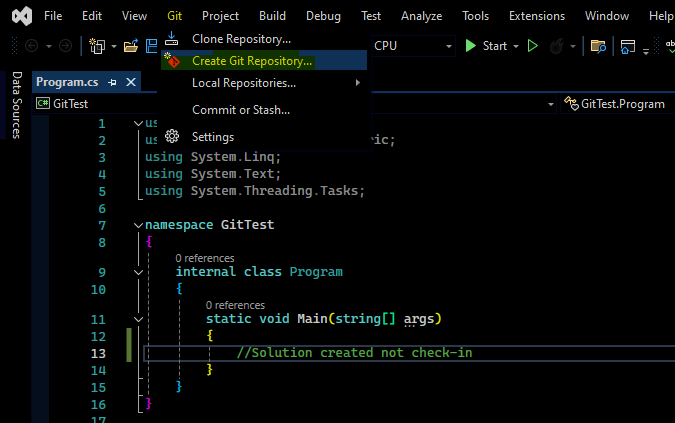 File Edit View Git Project Build Debug Test Analyze Tools Extensions Window Help
Clone Repository...
CPU Start
Create Git Repository...
Data Sources
Program.cs
Local Repositories...
GitTest GitTest.Program
Commit or Stash...
Settings
1 us
2 us ric;
3 using System.Linq;
4 using System.Text;
5 using System.Threading.Tasks;
6
7 namespace GitTest
8 {
0 references
9 internal class Program
10 {
0 references
11 static void Main(string[] args)
12 {
13 //Solution created not check-in
14 }
15 }
16 }
17